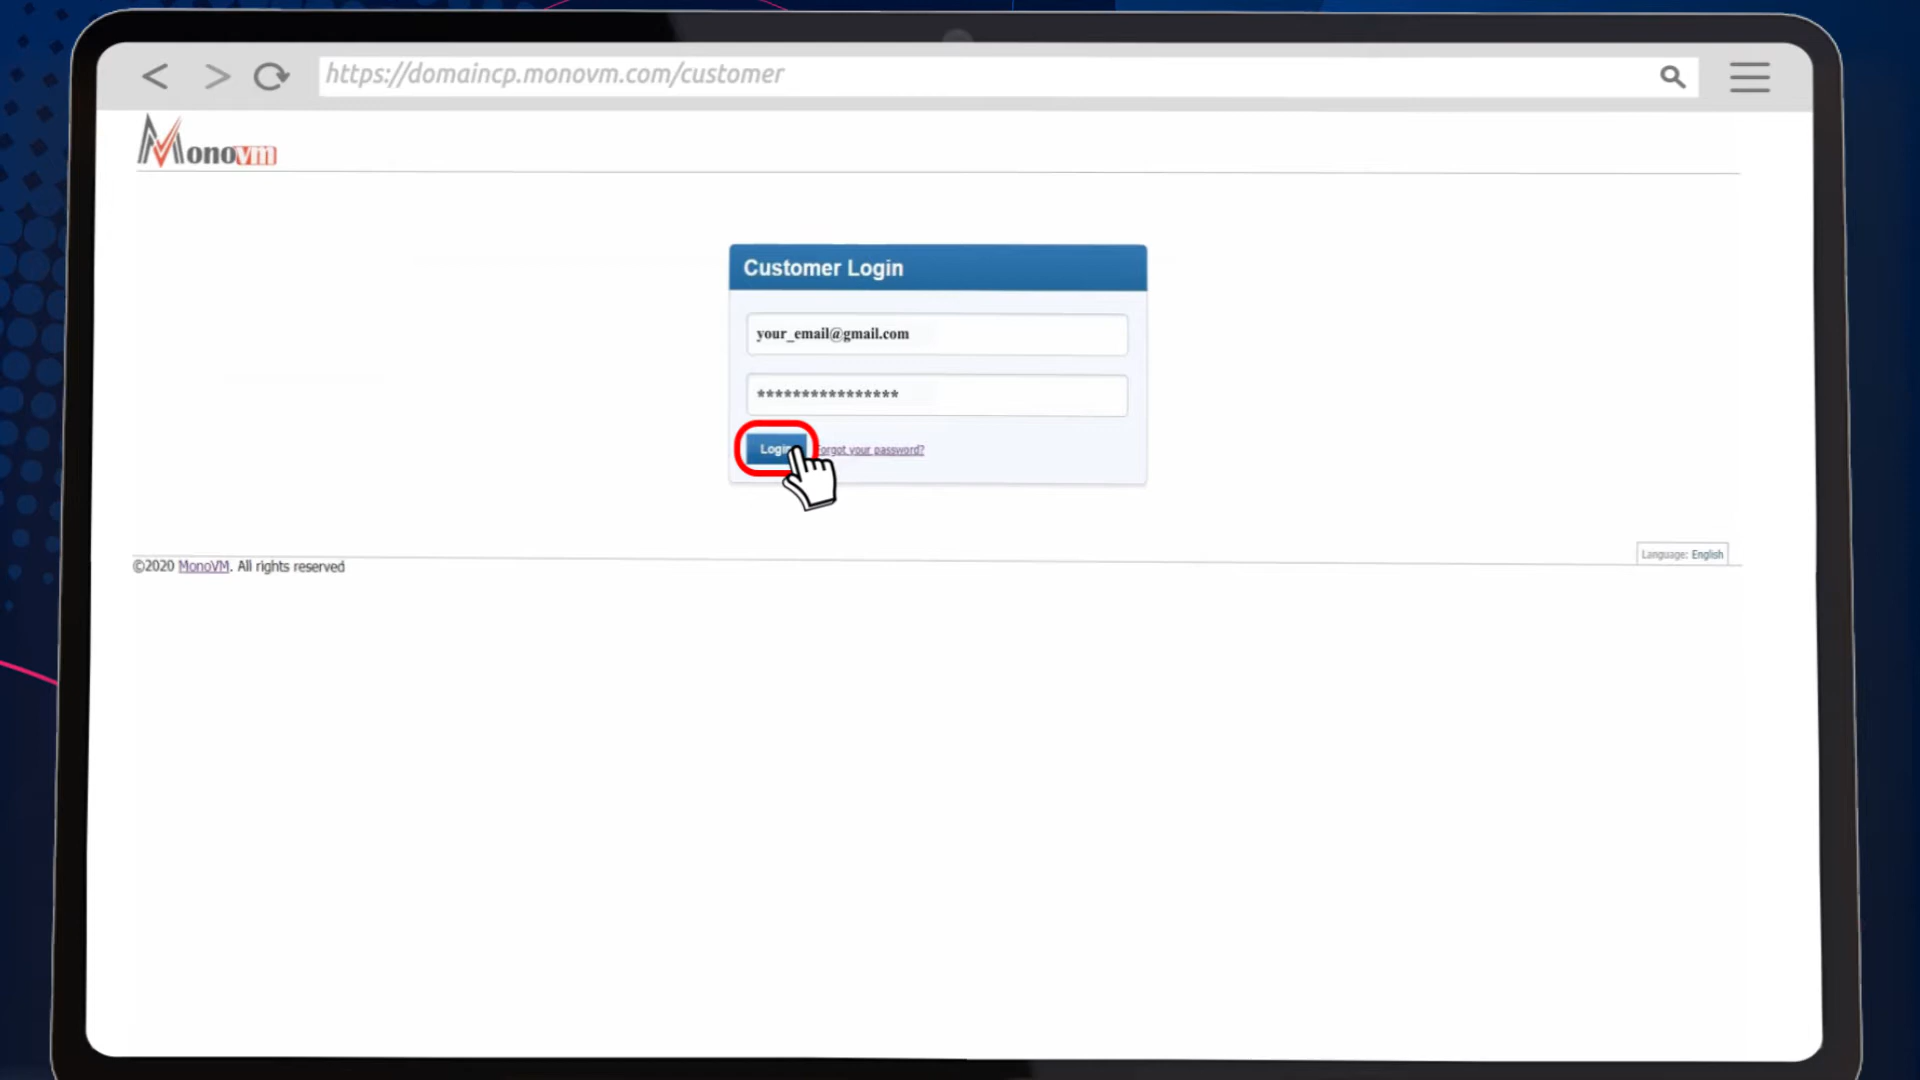 https://domaincp.monovm.com/customer
Monovm
Customer Login
your_email@gmail.com
****************
Login
Forgot your password?
Language: English
©2020 MonoVM. All rights reserved